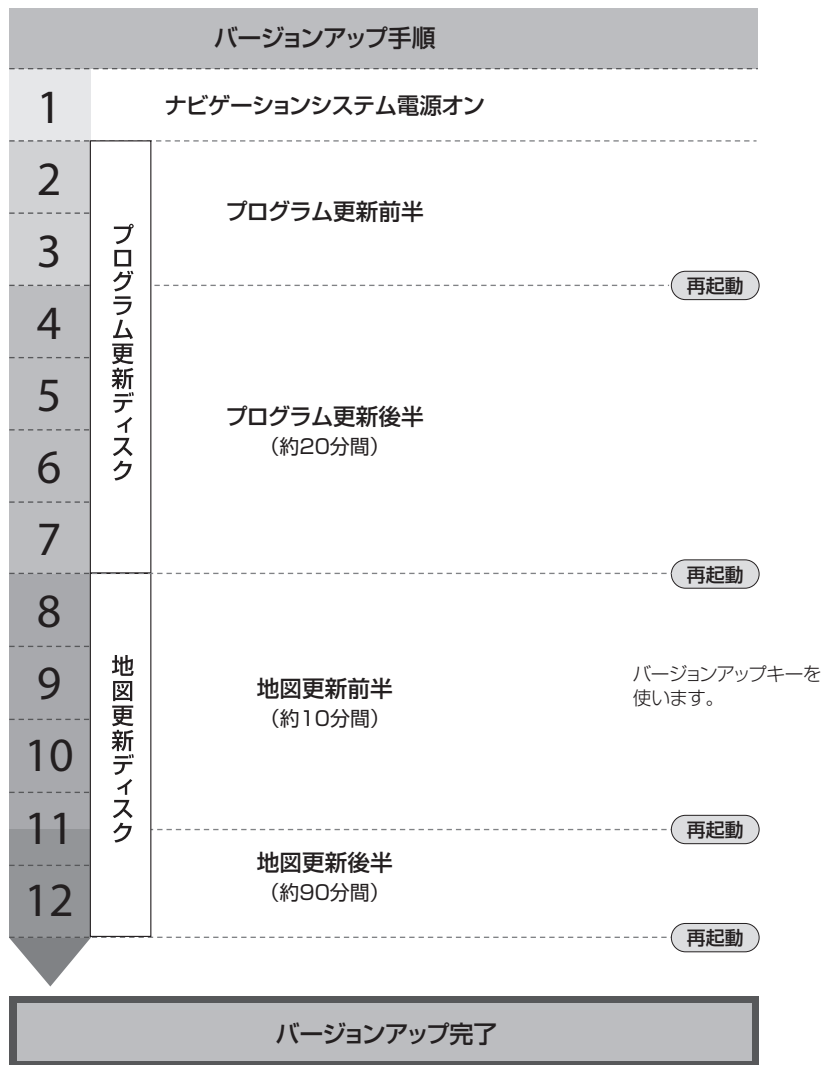 バージョンアップ手順
1
ナビゲーションシステム電源オン
2
プログラム更新ディスク
プログラム更新前半
3
再起動
4
5
プログラム更新後半
（約20分間）
6
7
再起動
8
地図更新ディスク
9
地図更新前半
（約10分間）
バージョンアップキーを
使います。
10
11
再起動
地図更新後半
（約90分間）
12
再起動
バージョンアップ完了